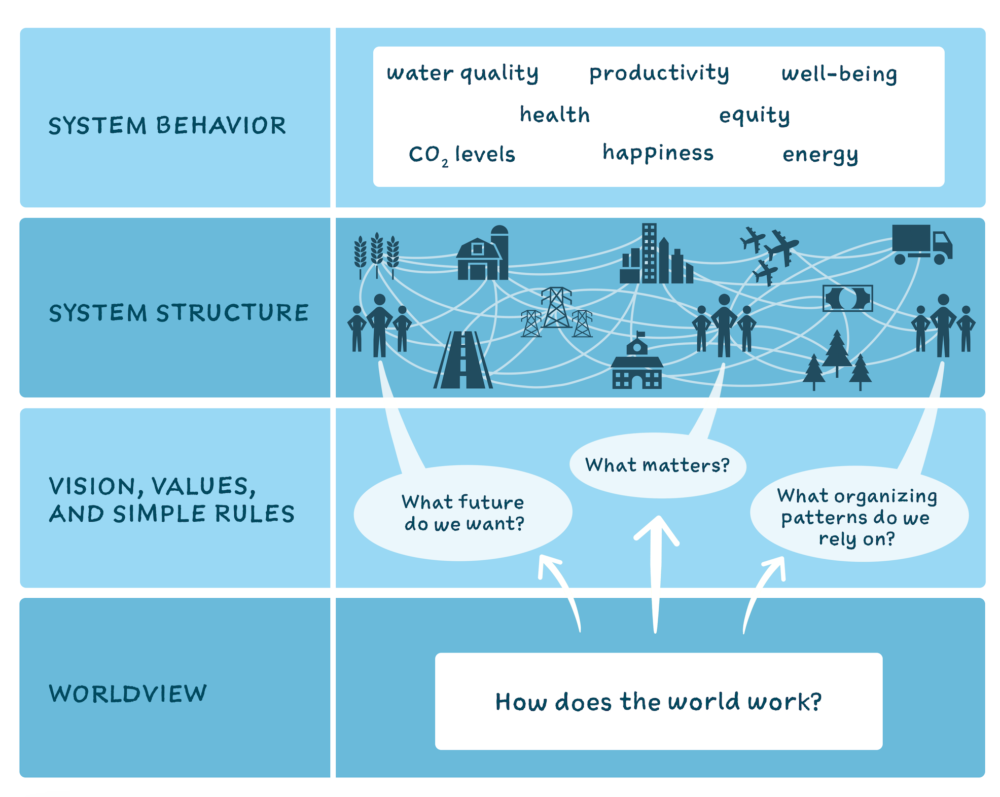 SYSTEM BEHAVIOR
water quality productivity well-being
health equity
CO₂ levels happiness energy
SYSTEM STRUCTURE
VISION, VALUES,
AND SIMPLE RULES
What future
do we want?
What matters?
What organizing
patterns do we
rely on?
WORLDVIEW
How does the world work?